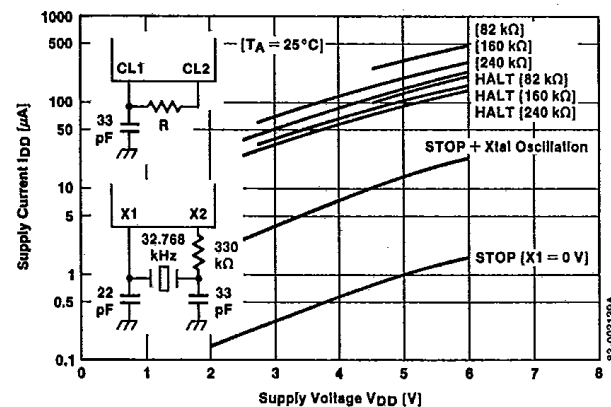 Supply Current IDD [μA]
1000
500
100
50
10
5
1
0.5
0.1
0
1
2
3
4
5
6
7
8
Supply Voltage VDD [V]
[TA = 25°C]
CL1
CL2
33
pF
R
X1
X2
32.768
kHz
330
kΩ
22
pF
33
pF
[82 kΩ]
[160 kΩ]
[240 kΩ]
HALT [82 kΩ]
HALT [160 kΩ]
HALT [240 kΩ]
STOP + Xtal Oscillation
STOP [X1 = 0 V]